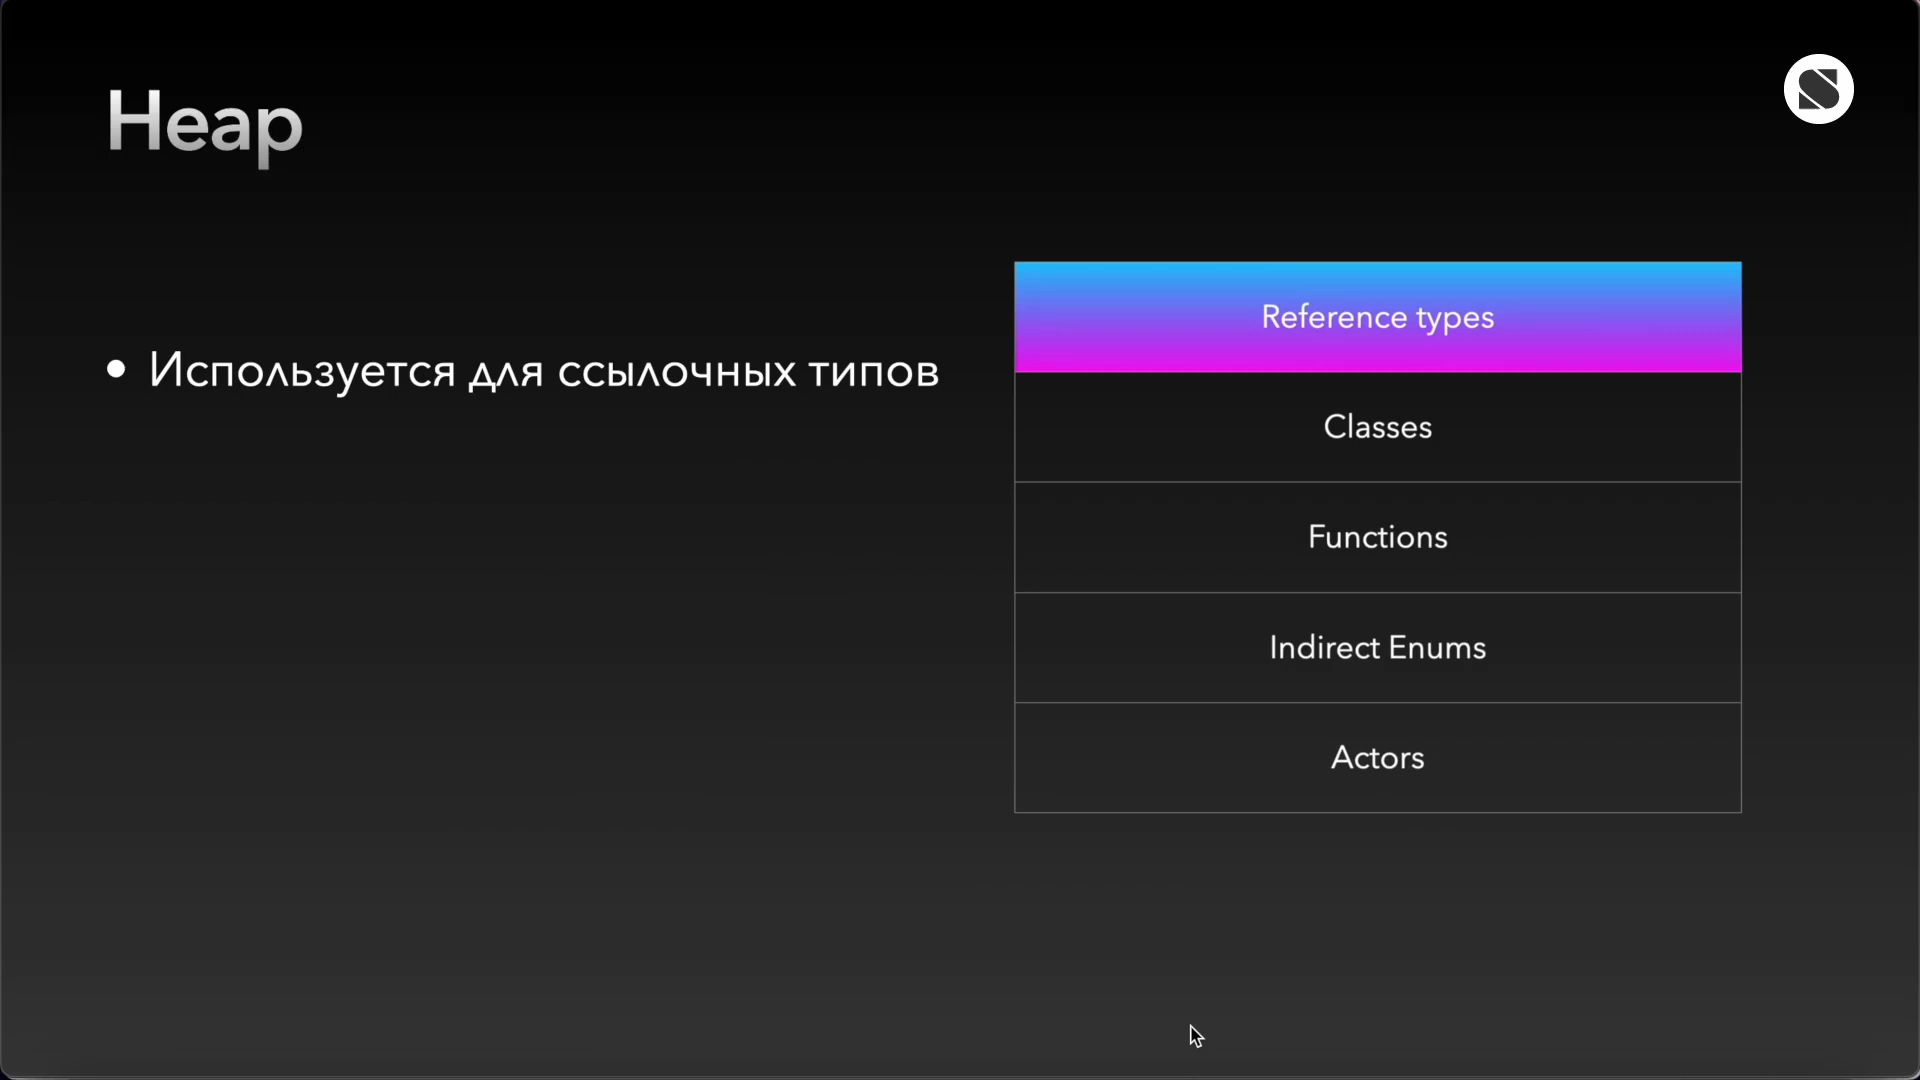 Heap
• Используется для ссылочных типов
Reference types
Classes
Functions
Indirect Enums
Actors